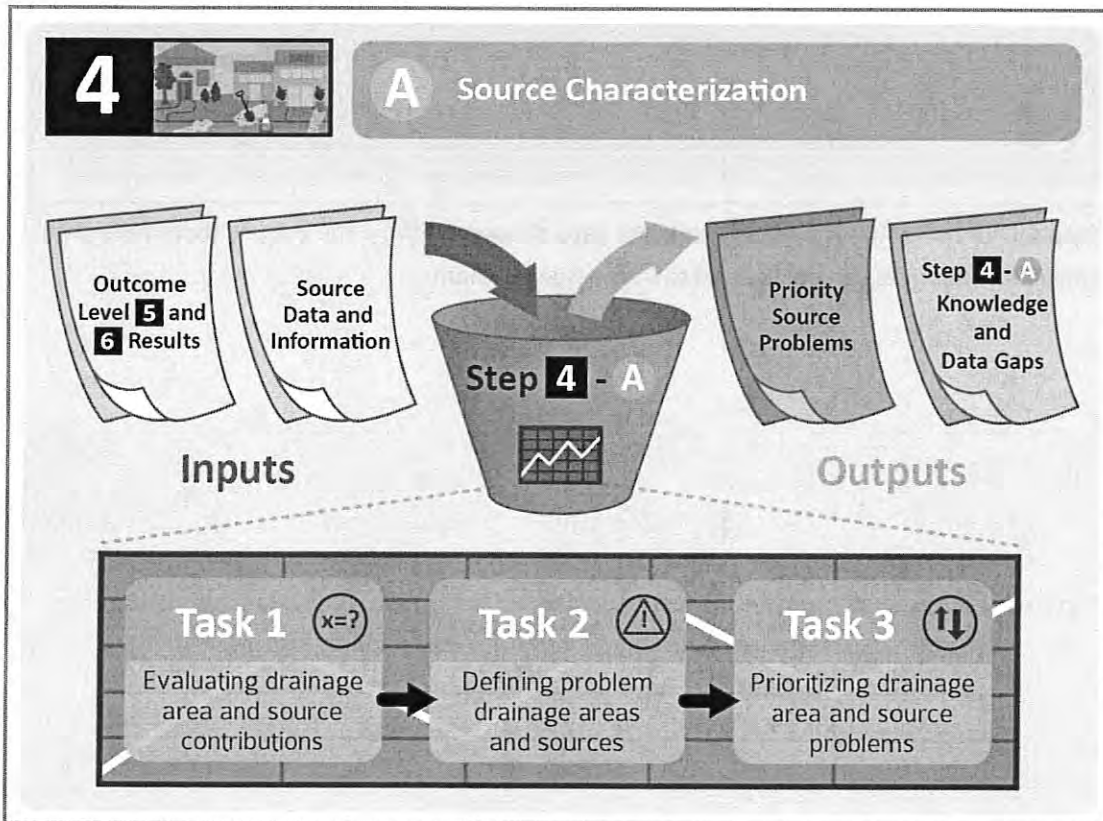 4
A Source Characterization
Outcome
Level 5 and
6 Results
Source
Data and
Information
Step 4 - A
Priority
Source
Problems
Step 4 - A
Knowledge
and
Data Gaps
Inputs
Outputs
Task 1 x=?
Evaluating drainage
area and source
contributions
Task 2 !
Defining problem
drainage areas
and sources
Task 3
Prioritizing drainage
area and source
problems